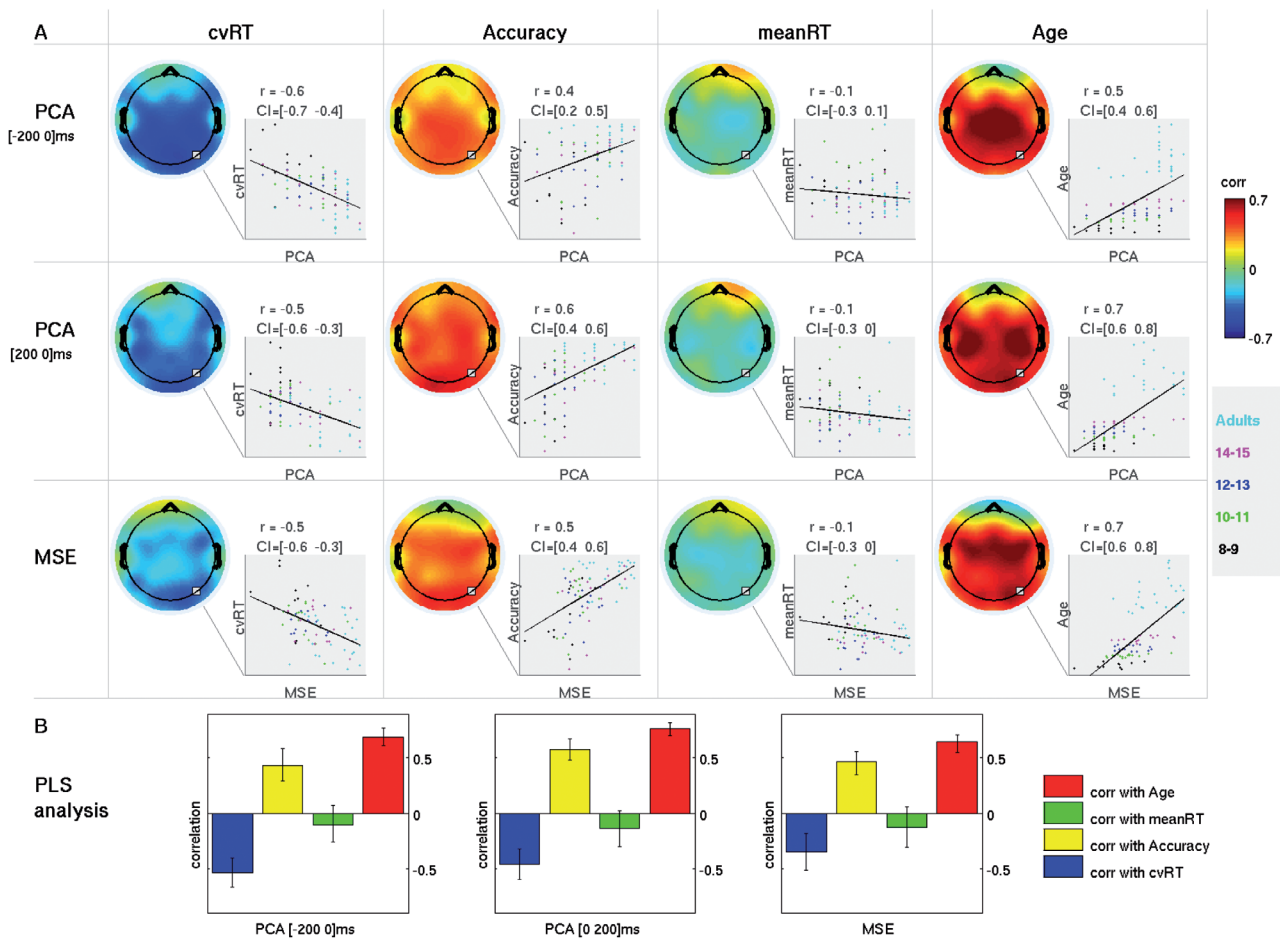 A
cvRT
Accuracy
meanRT
Age
PCA
[-200 0]ms
r = -0.6
CI=[-0.7 -0.4]
cvRT
PCA
r = 0.4
CI=[0.2 0.5]
Accuracy
PCA
r = -0.1
CI=[-0.3 0.1]
meanRT
PCA
r = 0.5
CI=[0.4 0.6]
Age
PCA
corr
0.7
0
-0.7
PCA
[200 0]ms
r = -0.5
CI=[-0.6 -0.3]
cvRT
PCA
r = 0.6
CI=[0.4 0.6]
Accuracy
PCA
r = -0.1
CI=[-0.3 0]
meanRT
PCA
r = 0.7
CI=[0.6 0.8]
Age
PCA
Adults
14-15
12-13
10-11
8-9
MSE
r = -0.5
CI=[-0.6 -0.3]
cvRT
MSE
r = 0.5
CI=[0.4 0.6]
Accuracy
MSE
r = -0.1
CI=[-0.3 0]
meanRT
MSE
r = 0.7
CI=[0.6 0.8]
Age
MSE
B
PLS
analysis
correlation
0.5
0
-0.5
PCA [-200 0]ms
correlation
0.5
0
-0.5
PCA [0 200]ms
correlation
0.5
0
-0.5
MSE
corr with Age
corr with meanRT
corr with Accuracy
corr with cvRT